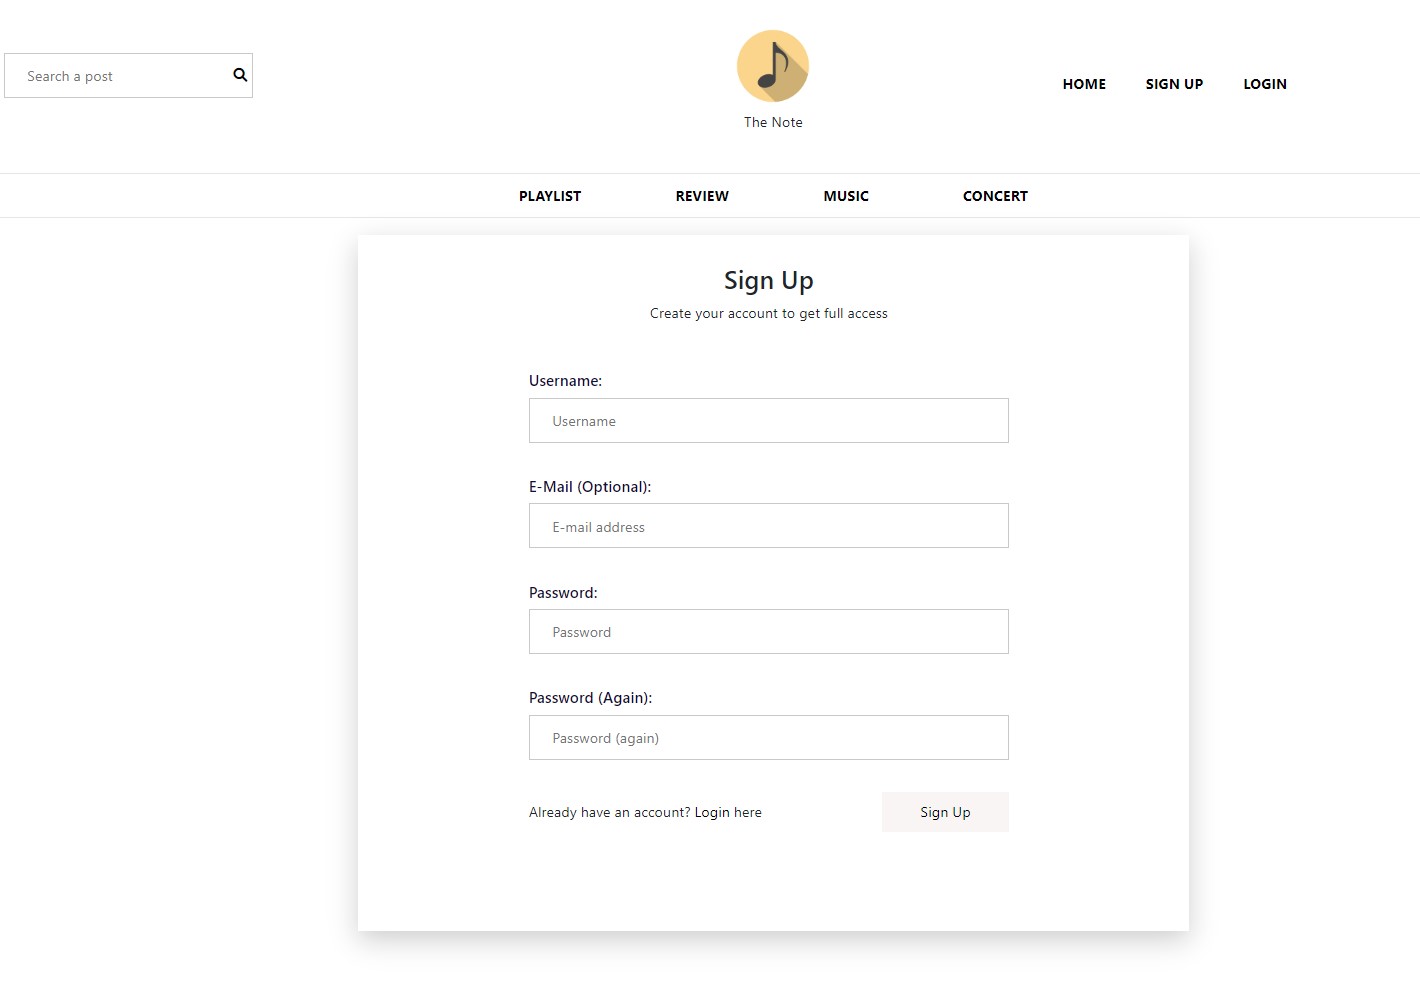 Search a post
The Note
HOME SIGN UP LOGIN
PLAYLIST REVIEW MUSIC CONCERT
Sign Up
Create your account to get full access
Username:
Username
E-Mail (Optional):
E-mail address
Password:
Password
Password (Again):
Password (again)
Already have an account? Login here
Sign Up